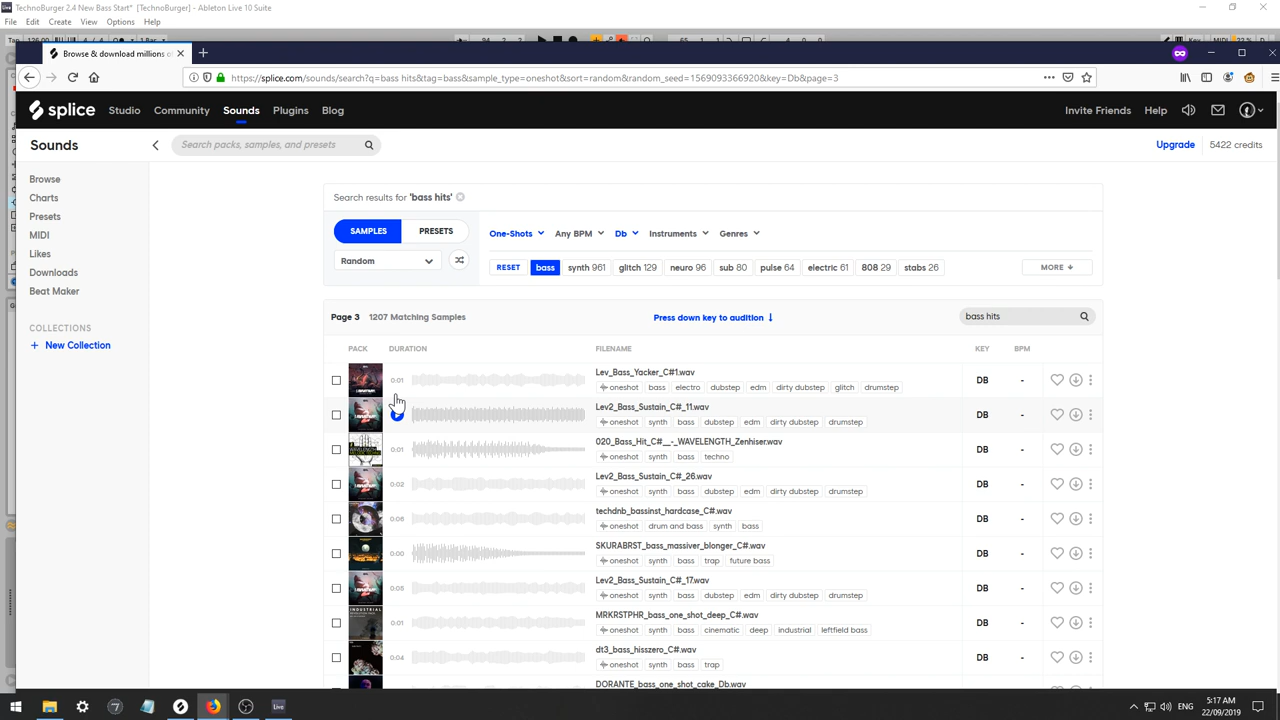 TechnoBurger 2.4 New Bass Start* [TechnoBurger] - Ableton Live 10 Suite
File Edit Create View Options Help
Browse & download millions o
https://splice.com/sounds/search?q=bass hits&tag=bass&sample_type=oneshot&sort=random&random_seed=1569093366920&key=Db&page=3
splice Studio Community Sounds Plugins Blog Invite Friends Help
Sounds Search packs, samples, and presets Upgrade 5422 credits
Browse
Charts
Presets
MIDI
Likes
Downloads
Beat Maker
COLLECTIONS
+ New Collection
Search results for 'bass hits'
SAMPLES PRESETS One-Shots Any BPM Db Instruments Genres
Random RESET bass synth 961 glitch 129 neuro 96 sub 80 pulse 64 electric 61 808 29 stabs 26 MORE
Page 3 1207 Matching Samples Press down key to audition bass hits
PACK DURATION FILENAME KEY BPM
0:01 Lev_Bass_Yacker_C#1.wav DB -
oneshot bass electro dubstep edm dirty dubstep glitch drumstep
Lev2_Bass_Sustain_C#_11.wav DB -
oneshot synth bass dubstep edm dirty dubstep drumstep
0:01 020_Bass_Hit_C#__-_WAVELENGTH_Zenhiser.wav DB -
oneshot synth bass techno
0:02 Lev2_Bass_Sustain_C#_26.wav DB -
oneshot synth bass dubstep edm dirty dubstep drumstep
0:06 techdnb_bassinst_hardcase_C#.wav DB -
oneshot drum and bass synth bass
0:00 SKURABRST_bass_massiver_blonger_C#.wav DB -
oneshot synth bass trap future bass
0:05 Lev2_Bass_Sustain_C#_17.wav DB -
oneshot synth bass dubstep edm dirty dubstep drumstep
0:01 MRKRSTPHR_bass_one_shot_deep_C#.wav DB -
oneshot synth bass cinematic deep industrial leftfield bass
0:04 dt3_bass_hisszero_C#.wav DB -
oneshot synth bass trap
DORANTE_bass_one_shot_cake_Db.wav
ENG 5:17 AM
22/09/2019